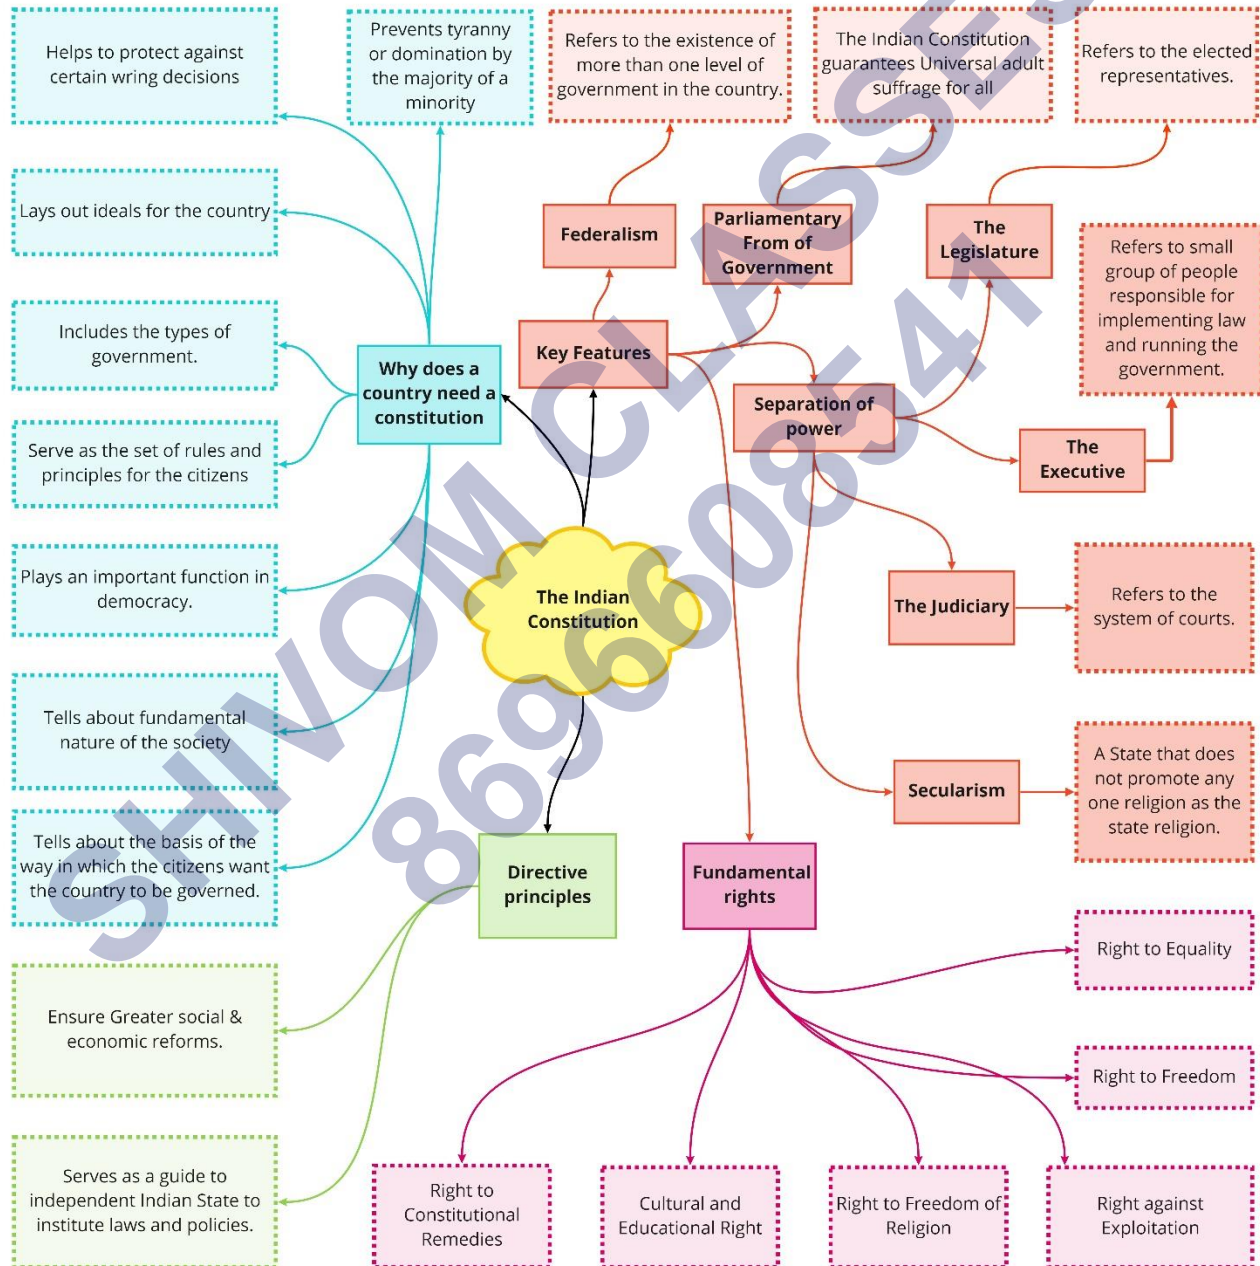 Helps to protect against
certain wring decisions
Prevents tyranny
or domination by
the majority of a
minority
Refers to the existence of
more than one level of
government in the country.
The Indian Constitution
guarantees Universal adult
suffrage for all
Refers to the elected
representatives.
Lays out ideals for the country
Federalism
Parliamentary
From of
Government
The
Legislature
Refers to small
group of people
responsible for
implementing law
and running the
government.
Includes the types of
government.
Why does a
country need a
constitution
Key Features
Separation of
power
Serve as the set of rules and
principles for the citizens
The
Executive
Plays an important function in
democracy.
The Indian
Constitution
The Judiciary
Refers to the
system of courts.
Tells about fundamental
nature of the society
Secularism
A State that does
not promote any
one religion as the
state religion.
Tells about the basis of the
way in which the citizens want
the country to be governed.
Directive
principles
Fundamental
rights
Right to Equality
Ensure Greater social &
economic reforms.
Right to Freedom
Serves as a guide to
independent Indian State to
institute laws and policies.
Right to
Constitutional
Remedies
Cultural and
Educational Right
Right to Freedom of
Religion
Right against
Exploitation
SHIVOM CLASSES
8696608541